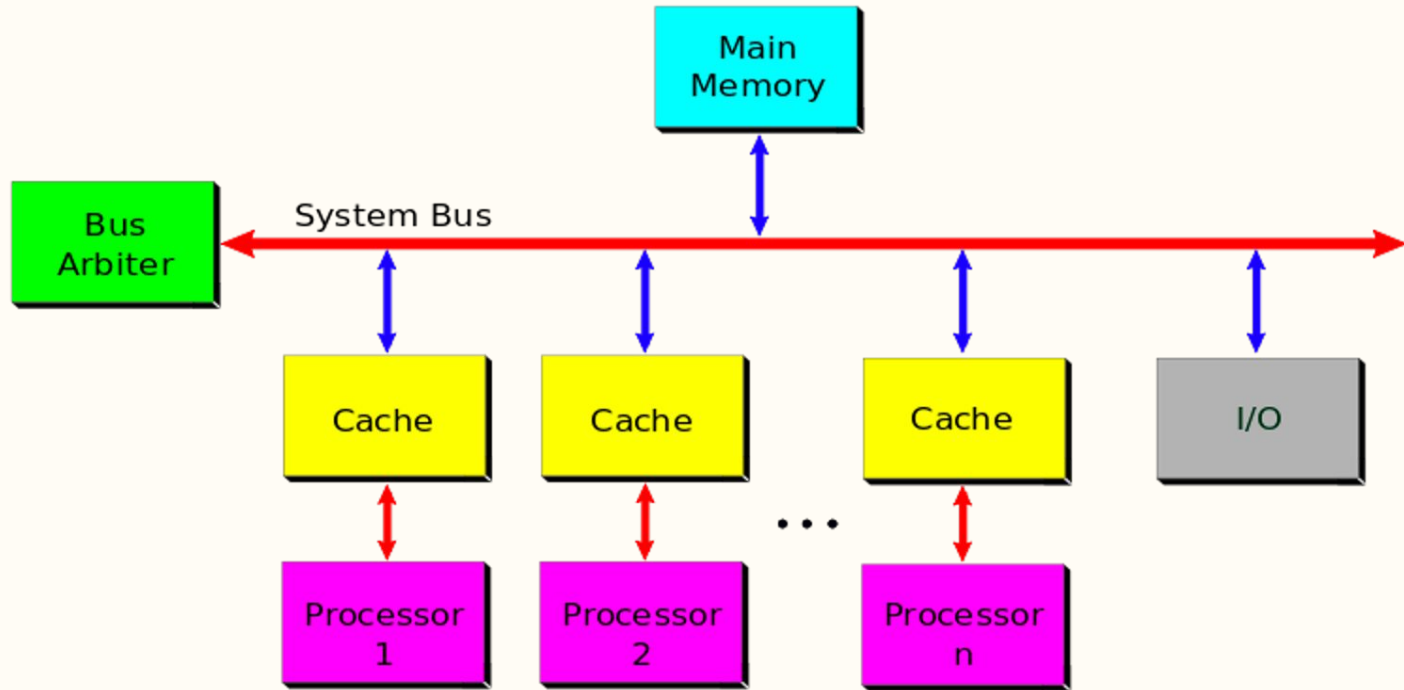 Main
Memory
System Bus
Bus
Arbiter
Cache
Cache
Cache
I/O
...
Processor
1
Processor
2
Processor
n